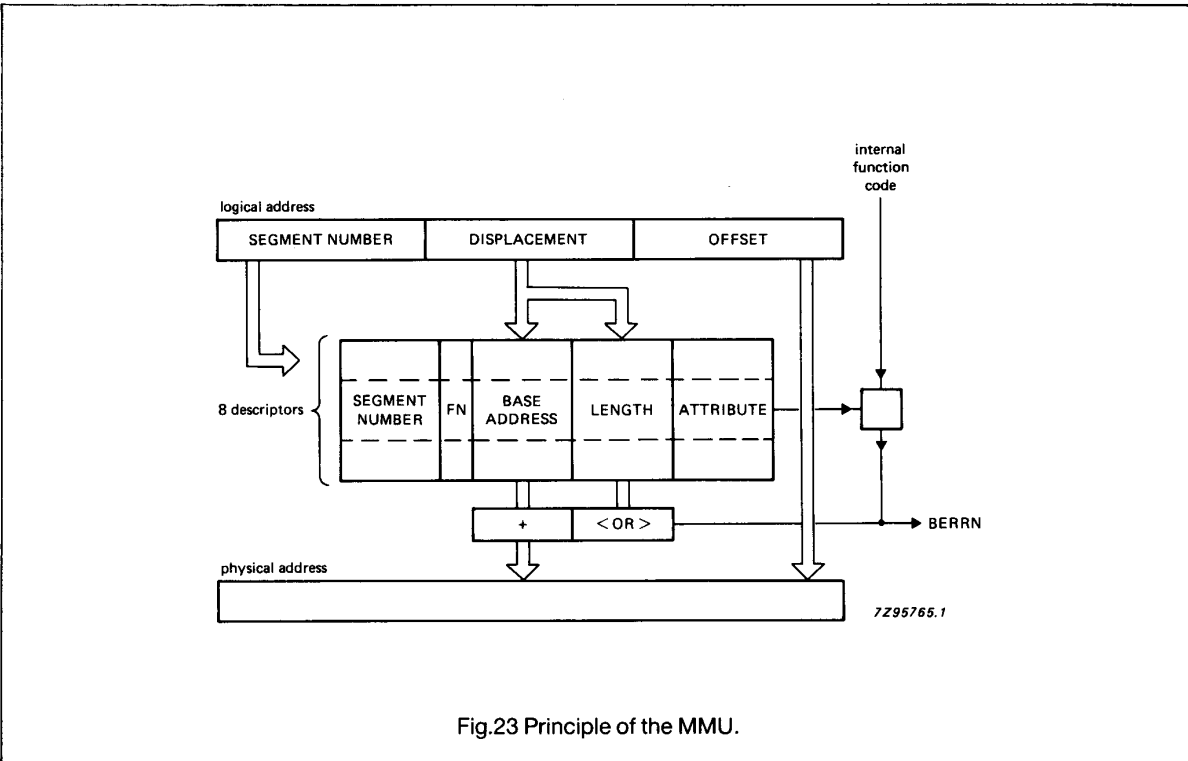 internal
function
code
logical address
SEGMENT NUMBER DISPLACEMENT OFFSET
8 descriptors
SEGMENT
NUMBER
FN
BASE
ADDRESS
LENGTH
ATTRIBUTE
+
<OR>
BERRN
physical address
7Z95765.1
Fig.23 Principle of the MMU.